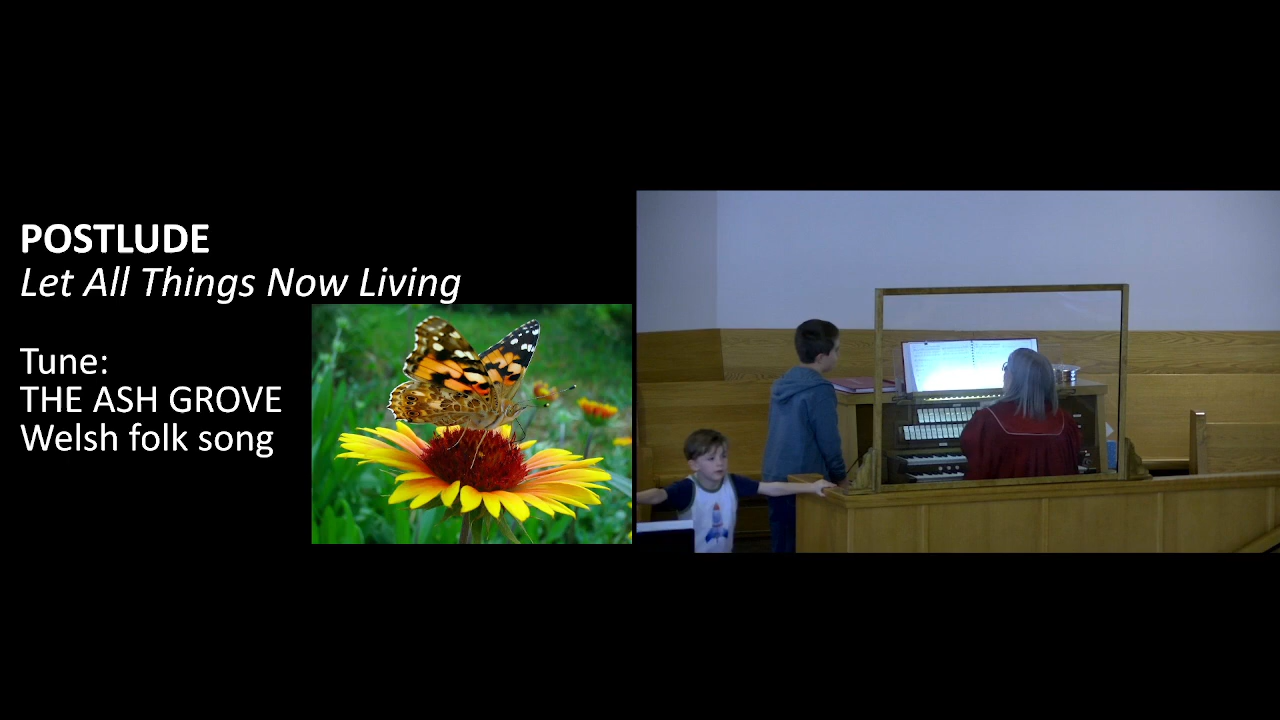 POSTLUDE
Let All Things Now Living
Tune:
THE ASH GROVE
Welsh folk song